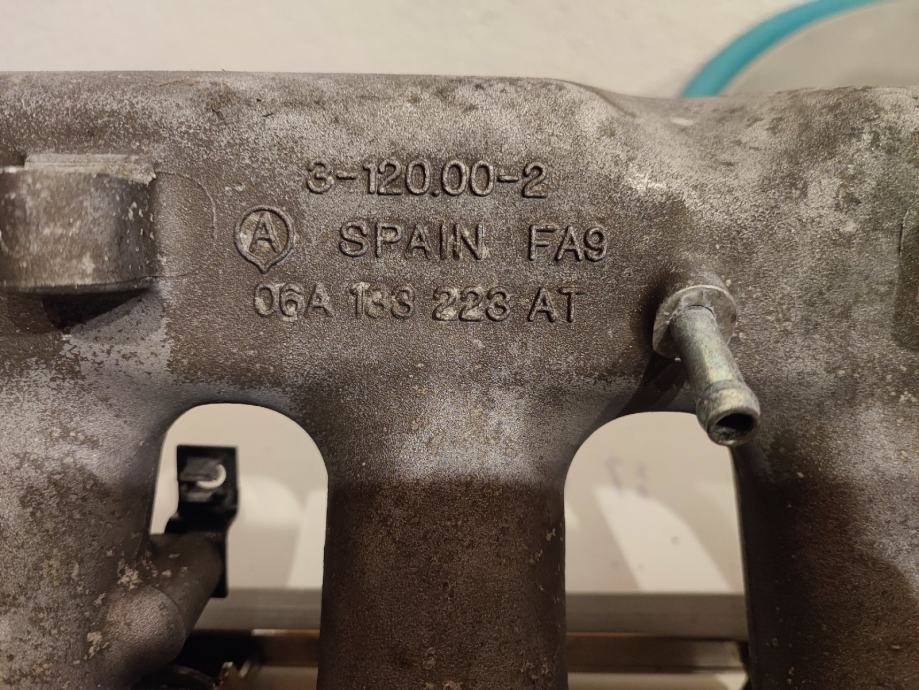 3-120.00-2
A SPAIN FA9
06A 133 223 AT